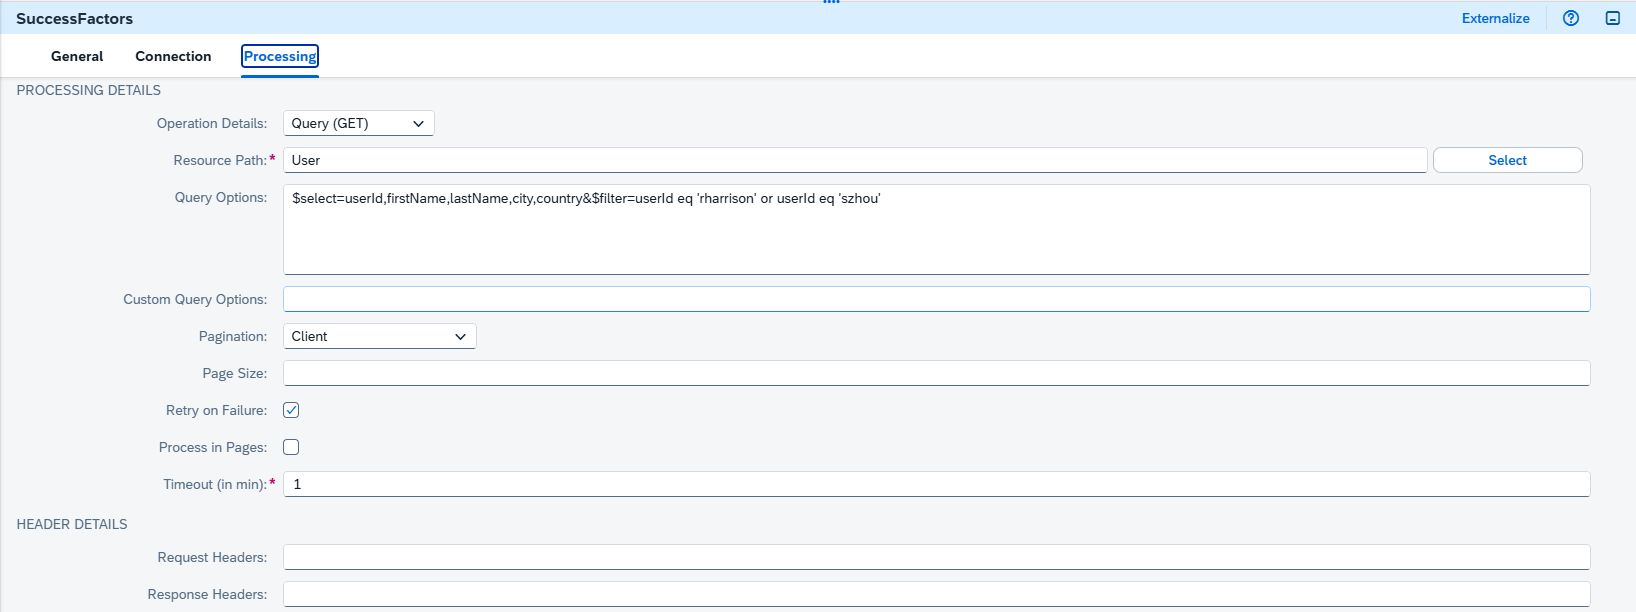 SuccessFactors
Externalize
General Connection Processing
PROCESSING DETAILS
Operation Details: Query (GET)
Resource Path:* User Select
Query Options: $select=userId,firstName,lastName,city,country&$filter=userId eq 'rharrison' or userId eq 'szhou'
Custom Query Options:
Pagination: Client
Page Size:
Retry on Failure:
Process in Pages:
Timeout (in min):* 1
HEADER DETAILS
Request Headers:
Response Headers: